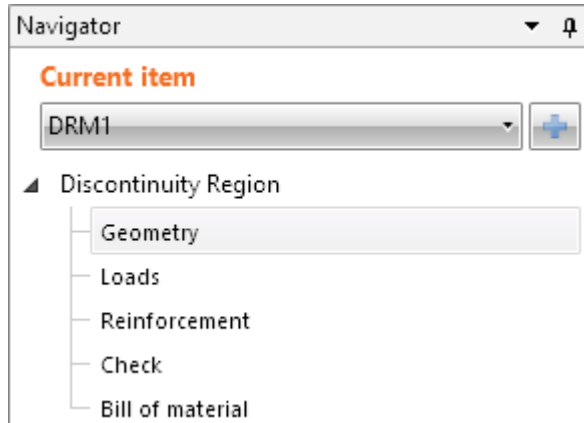 Navigator
Current item
DRM1
Discontinuity Region
Geometry
Loads
Reinforcement
Check
Bill of material